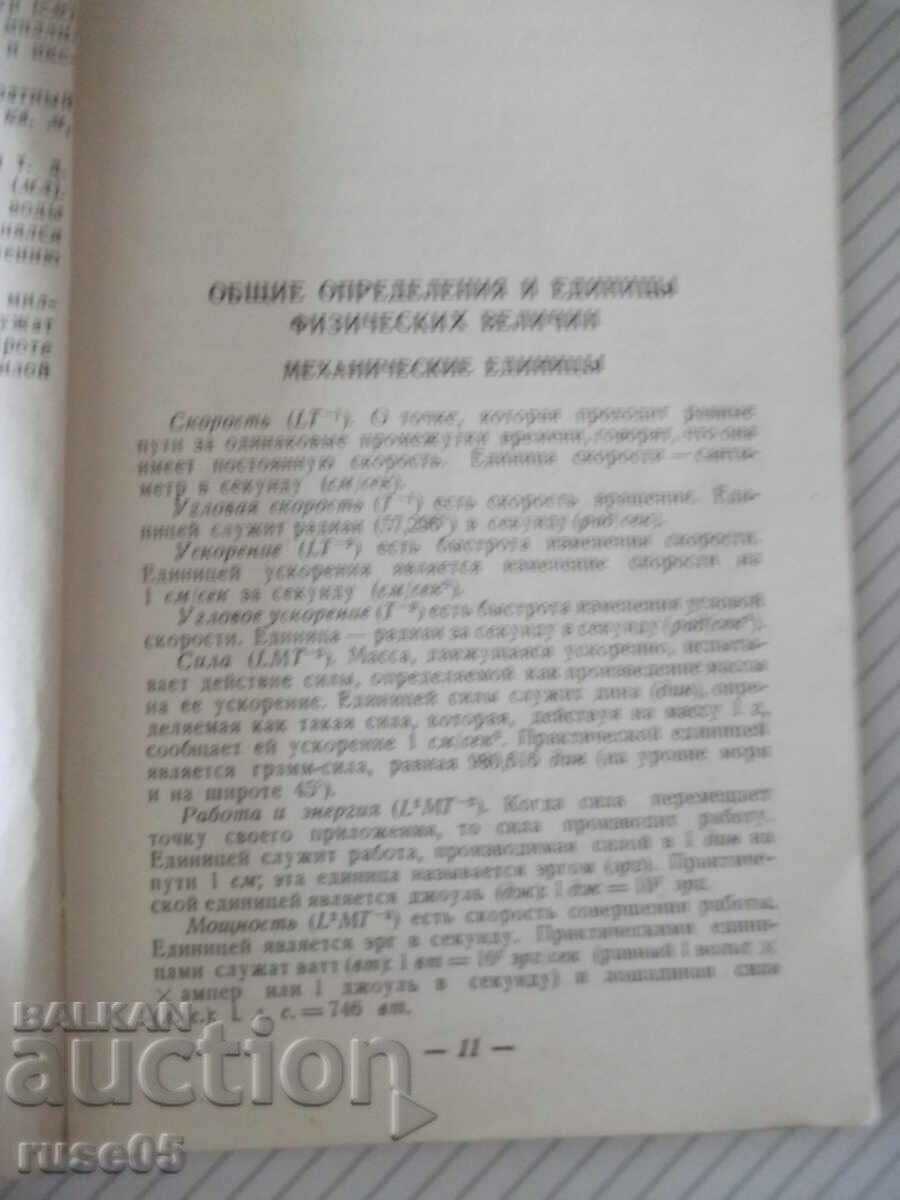 милли-
и
т. д.
(мл).
воды
нялся
мил-
ужат
роте
илой
ОБЩИЕ ОПРЕДЕЛЕНИЯ И ЕДИНИЦЫ
ФИЗИЧЕСКИХ ВЕЛИЧИН
МЕХАНИЧЕСКИЕ ЕДИНИЦЫ
Скорость (LT⁻¹). О точке, которая проходит равные
пути за одинаковые промежутки времени, говорят, что она
имеет постоянную скорость. Единица скорости — санти-
метр в секунду (см/сек).
Угловая скорость (T⁻¹) есть скорость вращения. Еди-
ницей служит радиан (57,296°) в секунду (рад/сек).
Ускорение (LT⁻²) есть быстрота изменения скорости.
Единицей ускорения является изменение скорости на
1 см/сек за секунду (см/сек²).
Угловое ускорение (T⁻²) есть быстрота изменения угловой
скорости. Единица — радиан за секунду в секунду (рад/сек²).
Сила (LMT⁻²). Масса, движущаяся ускоренно, испыты-
вает действие силы, определяемой как произведение массы
на ее ускорение. Единицей силы служит дина (дин), опре-
деляемая как такая сила, которая, действуя на массу 1 г,
сообщает ей ускорение 1 см/сек². Практической единицей
является грамм-сила, равная 980,616 дин (на уровне моря
и на широте 45°).
Работа и энергия (L²MT⁻²). Когда сила перемещает
точку своего приложения, то сила производит работу.
Единицей служит работа, производимая силой в 1 дин на
пути 1 см; эта единица называется эргом (эрг). Практиче-
ской единицей является джоуль (дж); 1 дж = 10⁷ эрг.
Мощность (L²MT⁻³) есть скорость совершения работы.
Единицей является эрг в секунду. Практическими едини-
цами служат ватт (вт); 1 вт = 10⁷ эрг/сек (равный 1 вольт ×
× ампер или 1 джоуль в секунду) и лошадиная сила
с.); 1 с. = 746 вт.
— 11 —
BALKAN
auction
ruse05